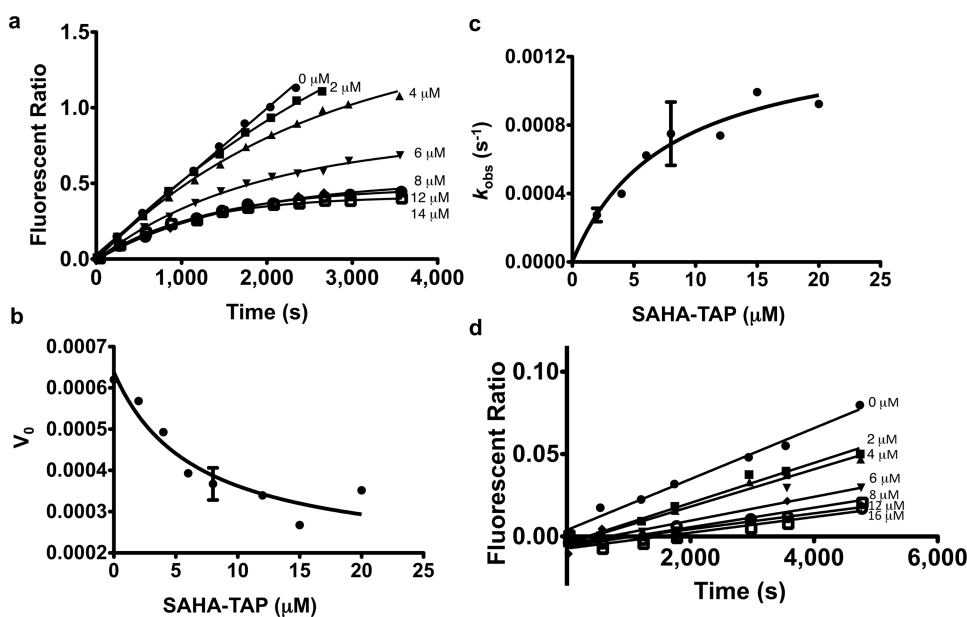 a
Fluorescent Ratio
1.5
1.0
0.5
0.0
0
1,000
2,000
3,000
4,000
Time (s)
0 μM
2 μM
4 μM
6 μM
8 μM
12 μM
14 μM
b
V0
0.0007
0.0006
0.0005
0.0004
0.0003
0.0002
0
5
10
15
20
25
SAHA-TAP (μM)
c
kobs (s-1)
0.0012
0.0008
0.0004
0.0000
0
5
10
15
20
25
SAHA-TAP (μM)
d
Fluorescent Ratio
0.10
0.05
0.00
2,000
4,000
6,000
Time (s)
0 μM
2 μM
4 μM
6 μM
8 μM
12 μM
16 μM